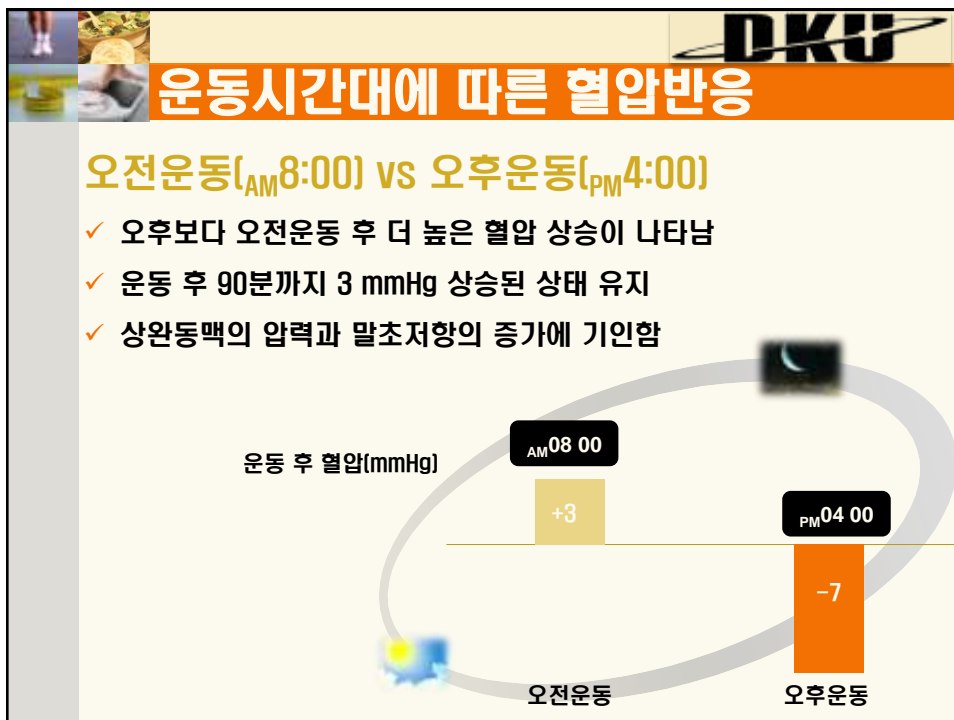 DKU
운동시간대에 따른 혈압반응
오전운동(AM8:00) vs 오후운동(PM4:00)
✓ 오후보다 오전운동 후 더 높은 혈압 상승이 나타남
✓ 운동 후 90분까지 3 mmHg 상승된 상태 유지
✓ 상완동맥의 압력과 말초저항의 증가에 기인함
운동 후 혈압(mmHg)
AM08 00
+3
PM04 00
-7
오전운동
오후운동